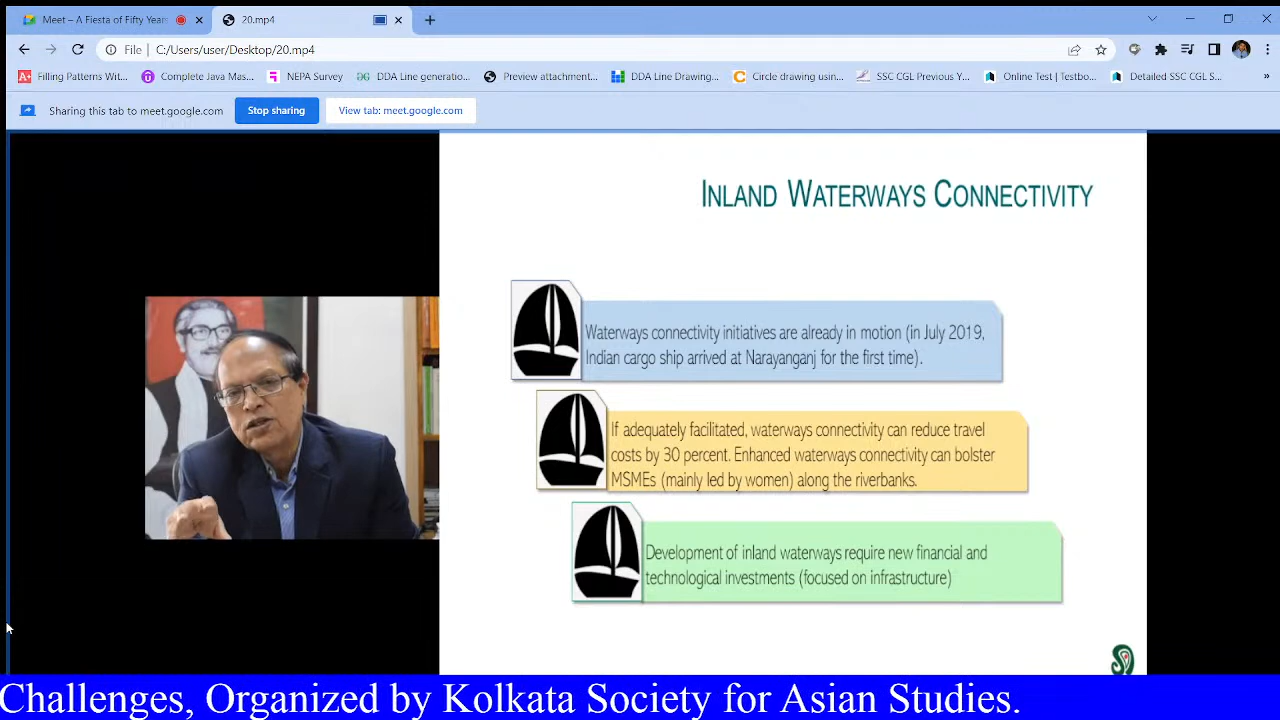 Meet – A Fiesta of Fifty Years
20.mp4
File C:/Users/user/Desktop/20.mp4
Filling Patterns Wit...
Complete Java Mas...
NEPA Survey
DDA Line generatio...
Preview attachment...
DDA Line Drawing...
Circle drawing usin...
SSC CGL Previous Y...
Online Test | Testbo...
Detailed SSC CGL S...
Sharing this tab to meet.google.com
Stop sharing
View tab: meet.google.com
INLAND WATERWAYS CONNECTIVITY
Waterways connectivity initiatives are already in motion (in July 2019,
Indian cargo ship arrived at Narayanganj for the first time).
If adequately facilitated, waterways connectivity can reduce travel
costs by 30 percent. Enhanced waterways connectivity can bolster
MSMEs (mainly led by women) along the riverbanks.
Development of inland waterways require new financial and
technological investments (focused on infrastructure)
Challenges, Organized by Kolkata Society for Asian Studies.